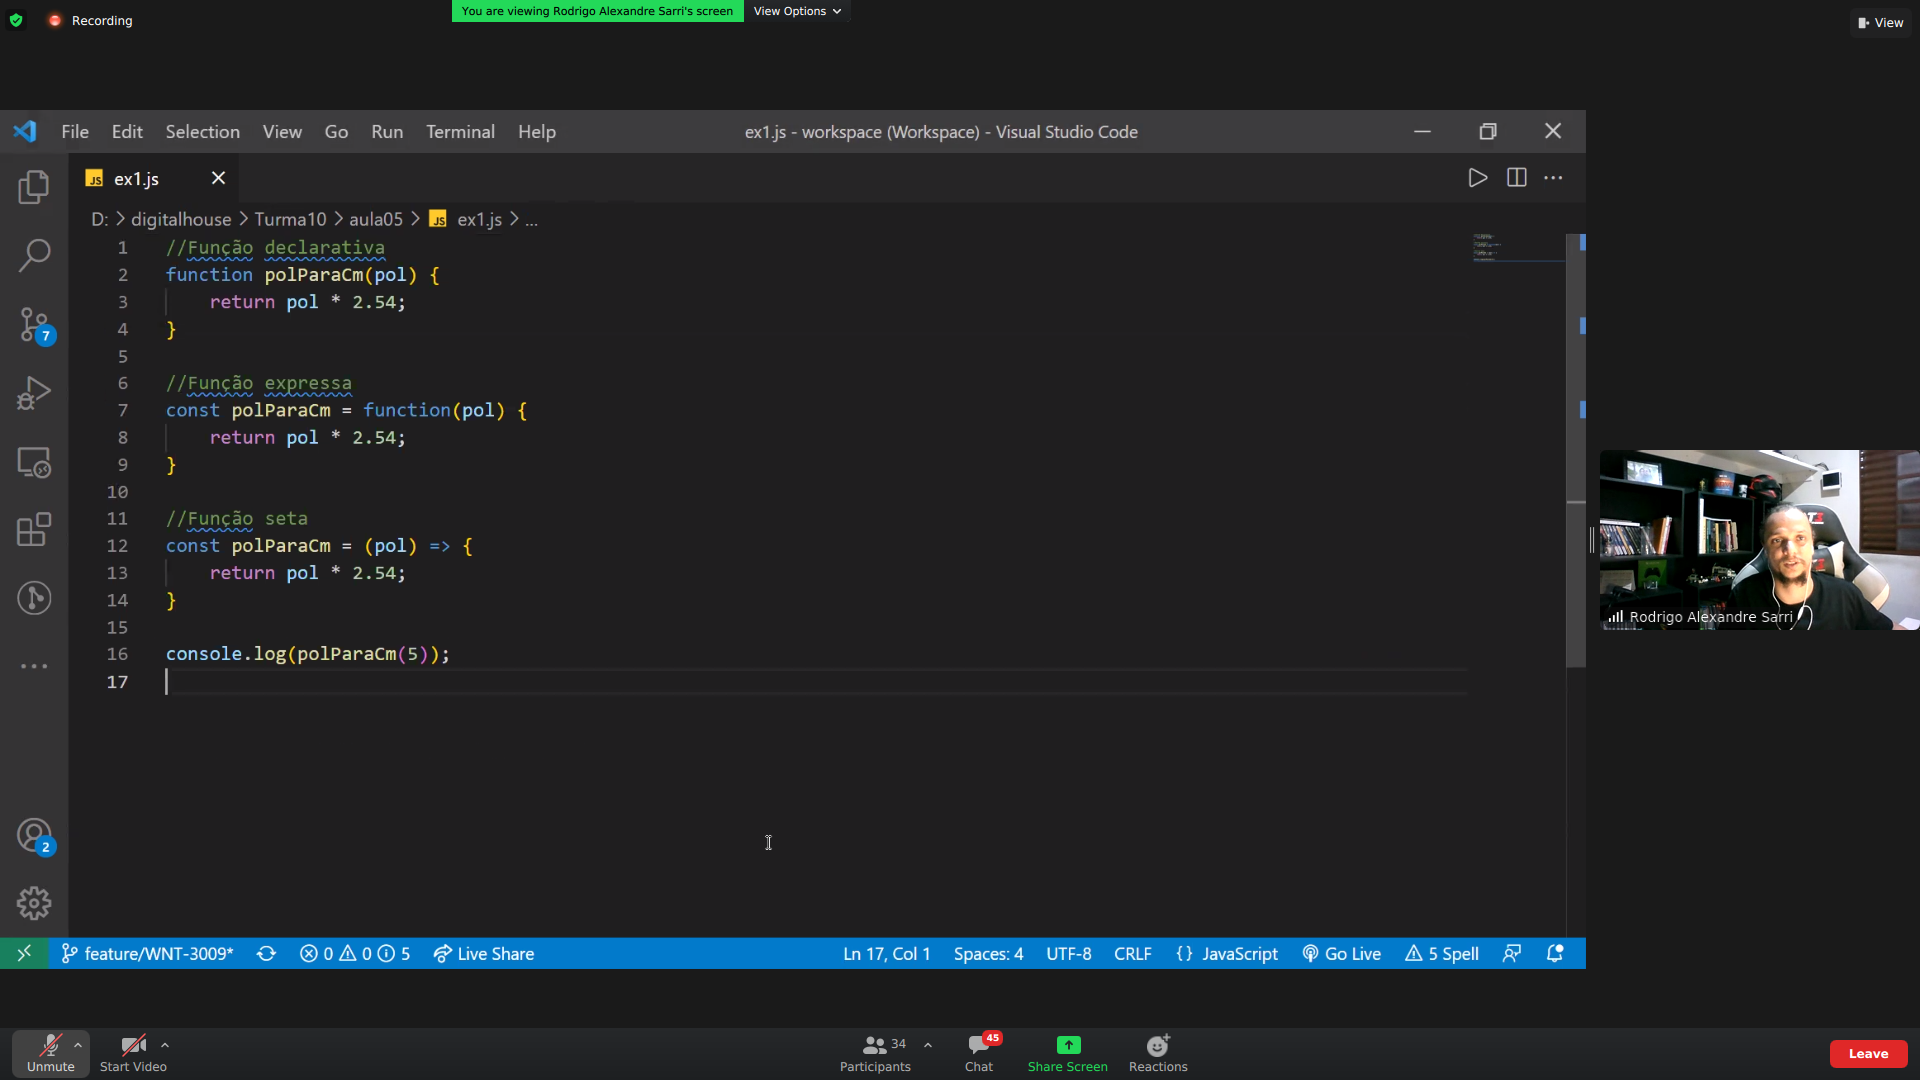 Recording
You are viewing Rodrigo Alexandre Sarri's screen
View Options
View
File Edit Selection View Go Run Terminal Help
ex1.js - workspace (Workspace) - Visual Studio Code
JS ex1.js
D: > digitalhouse > Turma10 > aula05 > JS ex1.js > ...
1 //Função declarativa
2 function polParaCm(pol) {
3 return pol * 2.54;
4 }
5
6 //Função expressa
7 const polParaCm = function(pol) {
8 return pol * 2.54;
9 }
10
11 //Função seta
12 const polParaCm = (pol) => {
13 return pol * 2.54;
14 }
15
16 console.log(polParaCm(5));
17
7
2
Rodrigo Alexandre Sarri
feature/WNT-3009* 0 0 5 Live Share
Ln 17, Col 1 Spaces: 4 UTF-8 CRLF {} JavaScript Go Live 5 Spell
Unmute
Start Video
34
Participants
45
Chat
Share Screen
Reactions
Leave